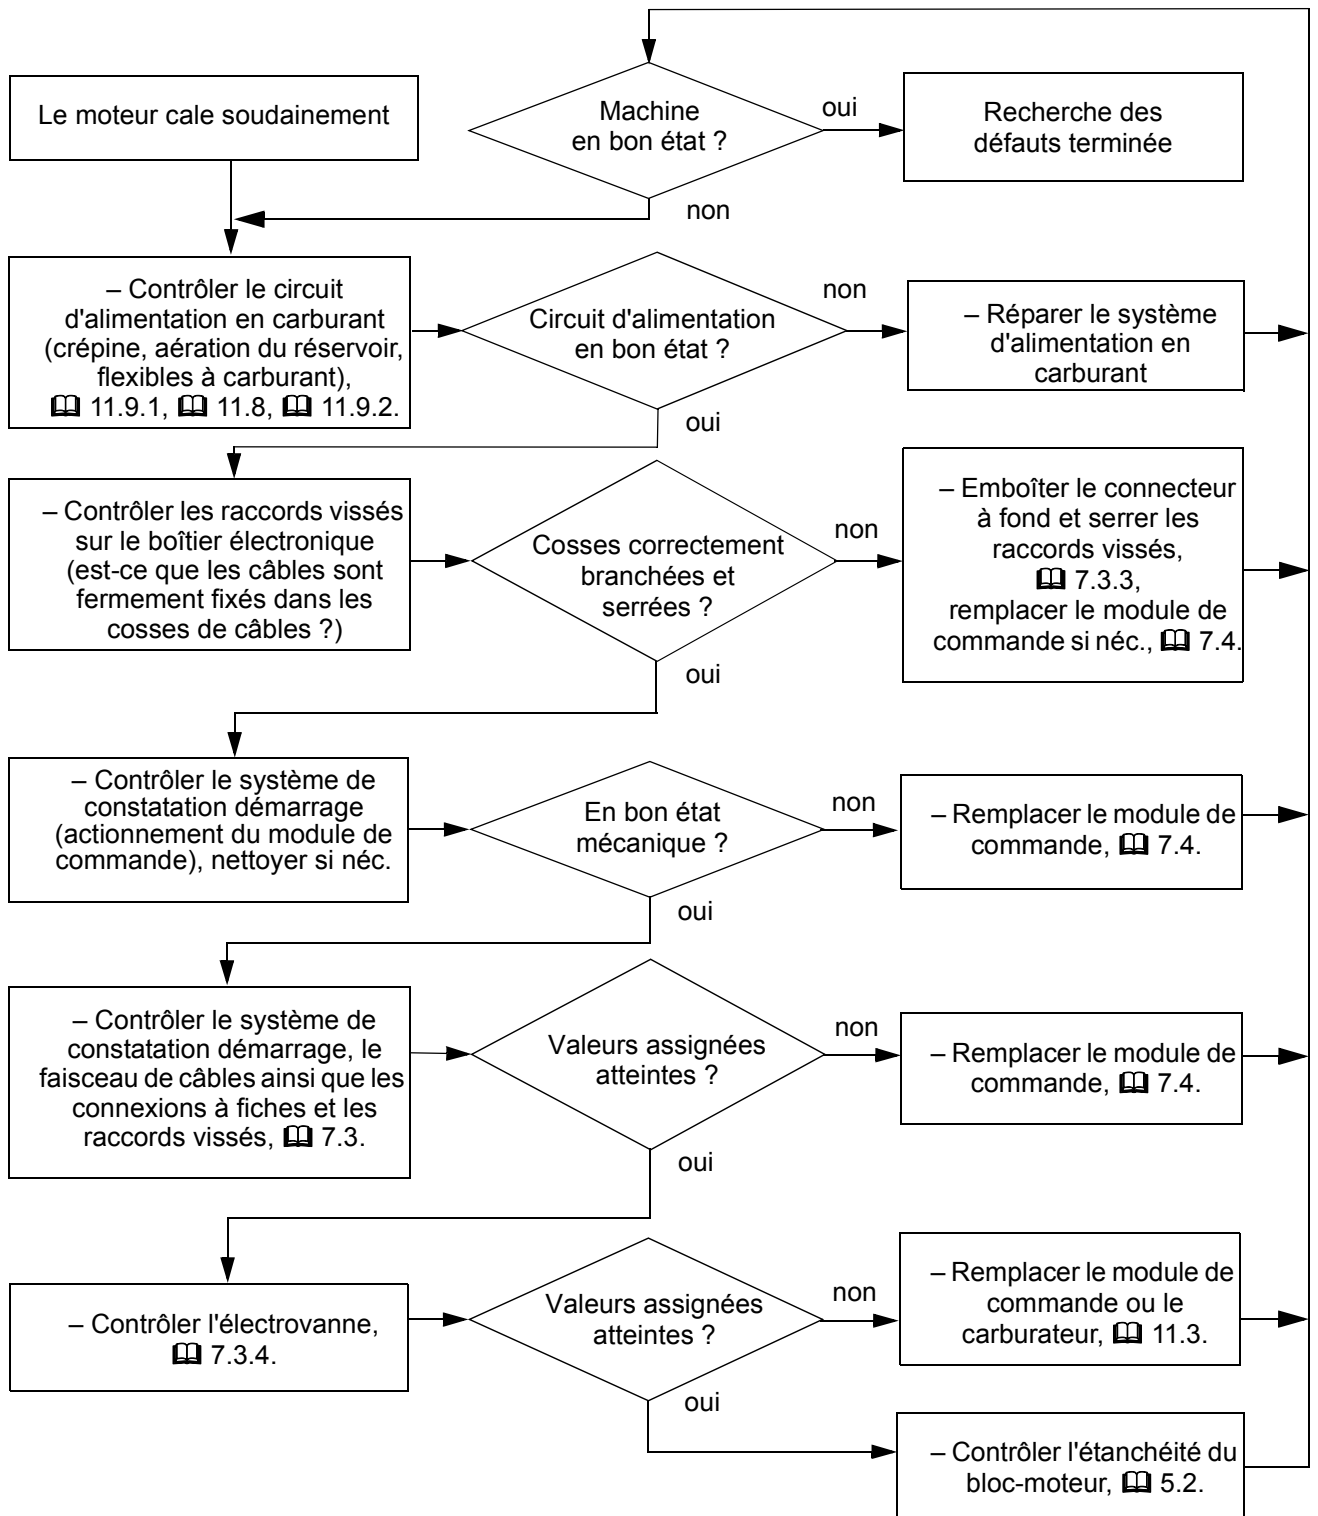 Le moteur cale soudainement
Machine
en bon état ?
oui
Recherche des
défauts terminée
non
– Contrôler le circuit
d'alimentation en carburant
(crépine, aération du réservoir,
flexibles à carburant),
🕮 11.9.1, 🕮 11.8, 🕮 11.9.2.
Circuit d'alimentation
en bon état ?
non
– Réparer le système
d'alimentation en
carburant
oui
– Contrôler les raccords vissés
sur le boîtier électronique
(est-ce que les câbles sont
fermement fixés dans les
cosses de câbles ?)
Cosses correctement
branchées et
serrées ?
non
– Emboîter le connecteur
à fond et serrer les
raccords vissés,
🕮 7.3.3,
remplacer le module de
commande si néc., 🕮 7.4.
oui
– Contrôler le système de
constatation démarrage
(actionnement du module de
commande), nettoyer si néc.
En bon état
mécanique ?
non
– Remplacer le module de
commande, 🕮 7.4.
oui
– Contrôler le système de
constatation démarrage, le
faisceau de câbles ainsi que les
connexions à fiches et les
raccords vissés, 🕮 7.3.
Valeurs assignées
atteintes ?
non
– Remplacer le module de
commande, 🕮 7.4.
oui
– Contrôler l'électrovanne,
🕮 7.3.4.
Valeurs assignées
atteintes ?
non
– Remplacer le module de
commande ou le
carburateur, 🕮 11.3.
oui
– Contrôler l'étanchéité du
bloc-moteur, 🕮 5.2.